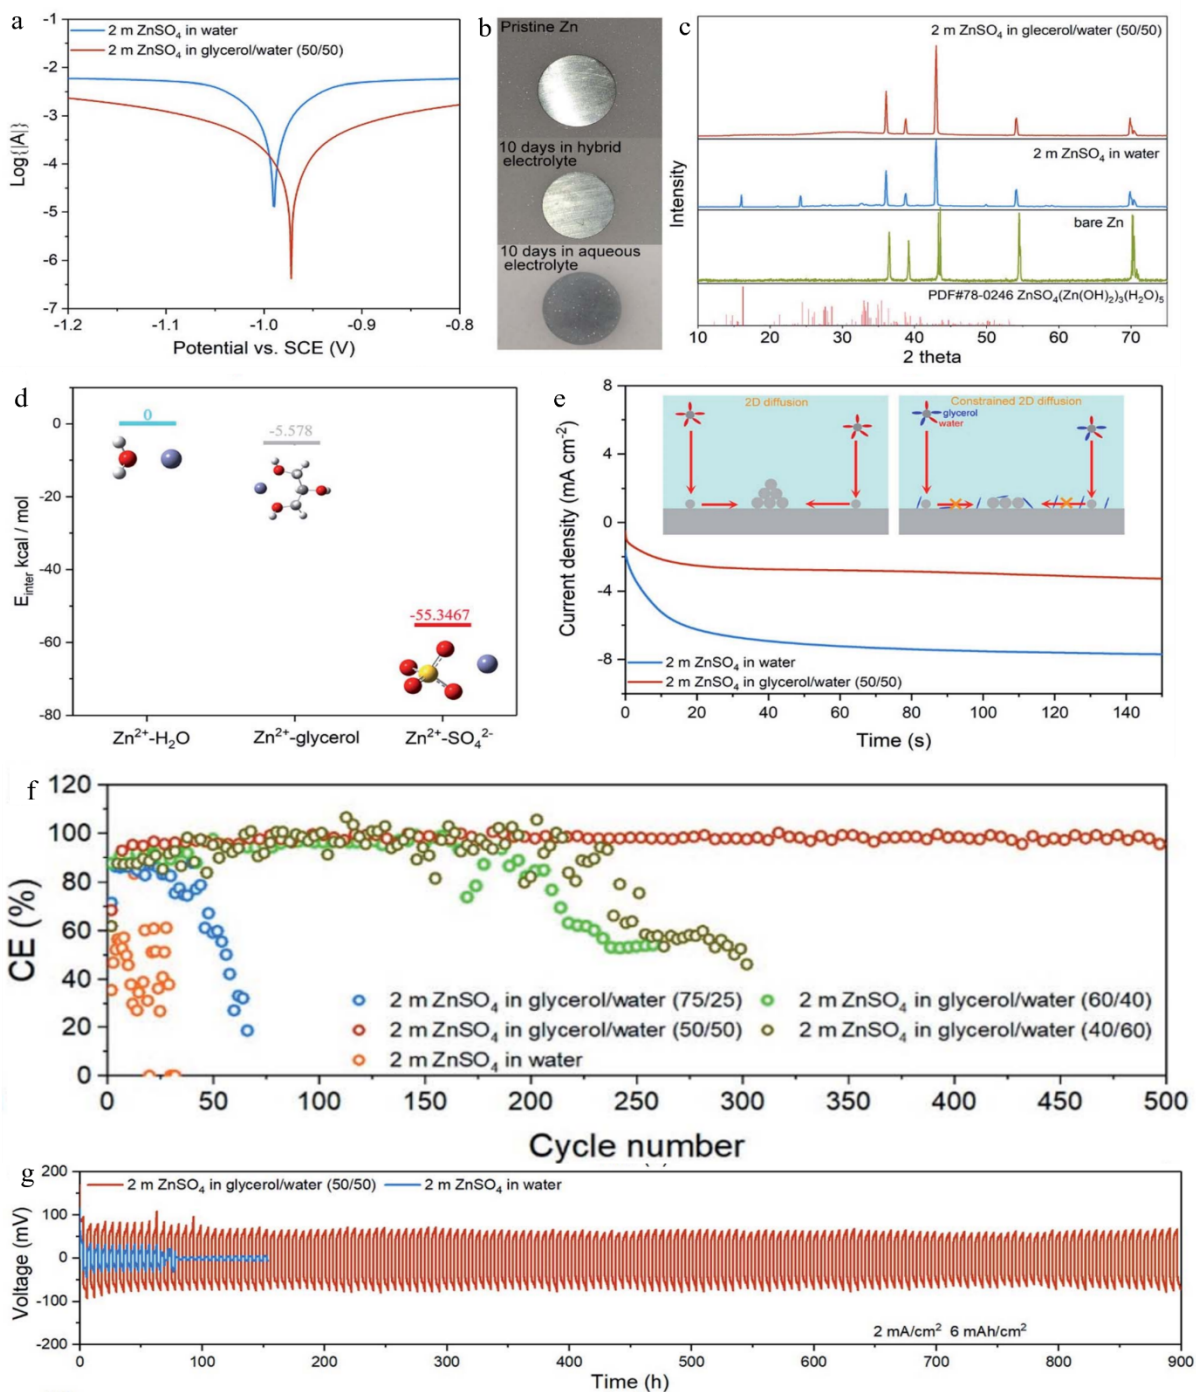 a
-1
-2
-3
-4
-5
-6
-7
Log{|A|}
2 m ZnSO4 in water
2 m ZnSO4 in glycerol/water (50/50)
-1.2 -1.1 -1.0 -0.9 -0.8
Potential vs. SCE (V)
b
Pristine Zn
10 days in hybrid
electrolyte
10 days in aqueous
electrolyte
c
Intensity
2 m ZnSO4 in glecerol/water (50/50)
2 m ZnSO4 in water
bare Zn
PDF#78-0246 ZnSO4(Zn(OH)2)3(H2O)5
10 20 30 40 50 60 70
2 theta
d
0
-20
-40
-60
-80
Einter kcal / mol
0
-5.578
-55.3467
Zn2+-H2O Zn2+-glycerol Zn2+-SO42-
e
8
4
0
-4
-8
Current density (mA cm-2)
2D diffusion
Constrained 2D diffusion
glycerol
water
2 m ZnSO4 in water
2 m ZnSO4 in glycerol/water (50/50)
0 20 40 60 80 100 120 140
Time (s)
f
120
100
80
60
40
20
0
CE (%)
2 m ZnSO4 in glycerol/water (75/25)
2 m ZnSO4 in glycerol/water (60/40)
2 m ZnSO4 in glycerol/water (50/50)
2 m ZnSO4 in glycerol/water (40/60)
2 m ZnSO4 in water
0 50 100 150 200 250 300 350 400 450 500
Cycle number
g
200
100
0
-100
-200
Voltage (mV)
2 m ZnSO4 in glycerol/water (50/50)
2 m ZnSO4 in water
2 mA/cm2 6 mAh/cm2
0 100 200 300 400 500 600 700 800 900
Time (h)